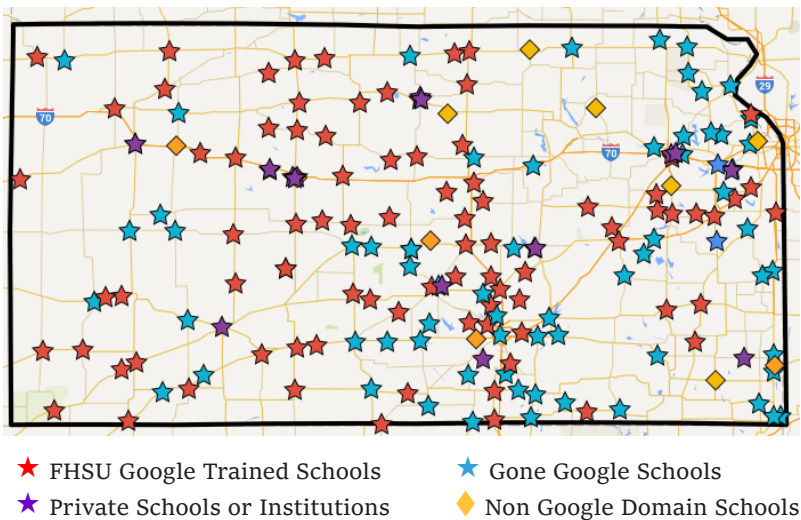 29
70
70
FHSU Google Trained Schools
Gone Google Schools
Private Schools or Institutions
Non Google Domain Schools